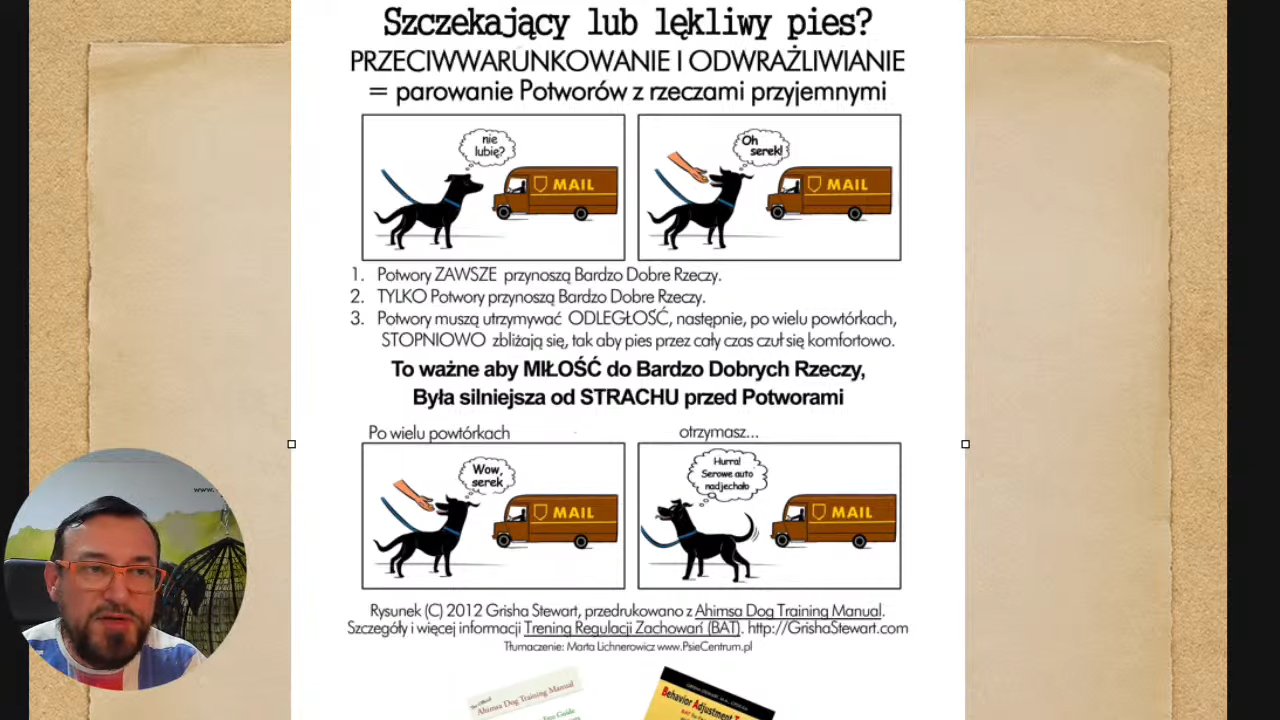 Szczekający lub lękliwy pies?
PRZECIWWARUNKOWANIE I ODWRAŻLIWIANIE
= parowanie Potworów z rzeczami przyjemnymi
nie
lubię?
MAIL
Oh
serek!
MAIL
1. Potwory ZAWSZE przynoszą Bardzo Dobre Rzeczy.
2. TYLKO Potwory przynoszą Bardzo Dobre Rzeczy.
3. Potwory muszą utrzymywać ODLEGŁOŚĆ, następnie, po wielu powtórkach,
STOPNIOWO zbliżają się, tak aby pies przez cały czas czuł się komfortowo.
To ważne aby MIŁOŚĆ do Bardzo Dobrych Rzeczy,
Była silniejsza od STRACHU przed Potworami
Po wielu powtórkach
otrzymasz...
Wow,
serek
MAIL
Hurra!
Serowe auto
nadjechało
MAIL
Rysunek (C) 2012 Grisha Stewart, przedrukowano z Ahimsa Dog Training Manual.
Szczegóły i więcej informacji Trening Regulacji Zachowań (BAT). http://GrishaStewart.com
Tłumaczenie: Marta Lichnerowicz www.PsieCentrum.pl
www.
Ahimsa Dog Training Manual
Behavior Adjustment